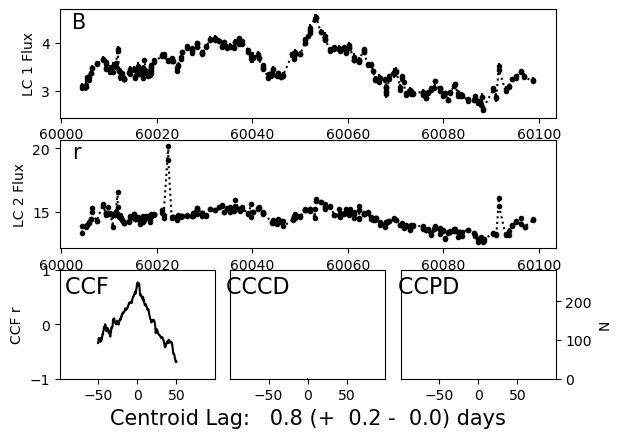 B
LC 1 Flux
4
3
60000 60020 60040 60060 60080 60100
r
LC 2 Flux
20
15
60000 60020 60040 60060 60080 60100
CCF CCCD CCPD
CCF r
1
0
-1
N
200
100
0
−50 0 50 −50 0 50 −50 0 50
Centroid Lag: 0.8 (+ 0.2 - 0.0) days